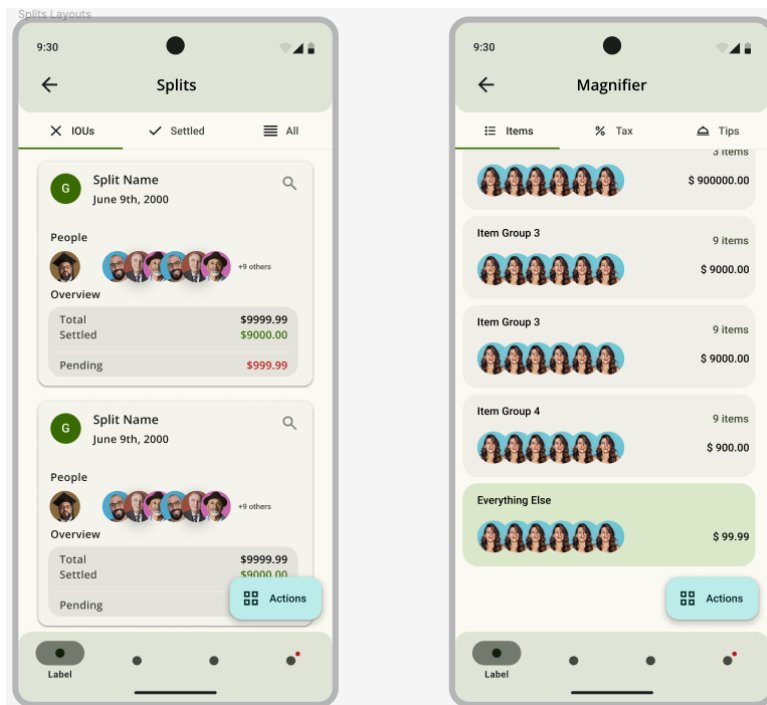 Splits Layouts
9:30
Splits
IOUs
Settled
All
G
Split Name
June 9th, 2000
People
+9 others
Overview
Total $9999.99
Settled $9000.00
Pending $999.99
G
Split Name
June 9th, 2000
People
+9 others
Overview
Total $9999.99
Settled $9000.00
Pending
Actions
Label
9:30
Magnifier
Items
% Tax
Tips
3 items
$ 900000.00
Item Group 3
9 items
$ 9000.00
Item Group 3
9 items
$ 9000.00
Item Group 4
9 items
$ 900.00
Everything Else
$ 99.99
Actions
Label